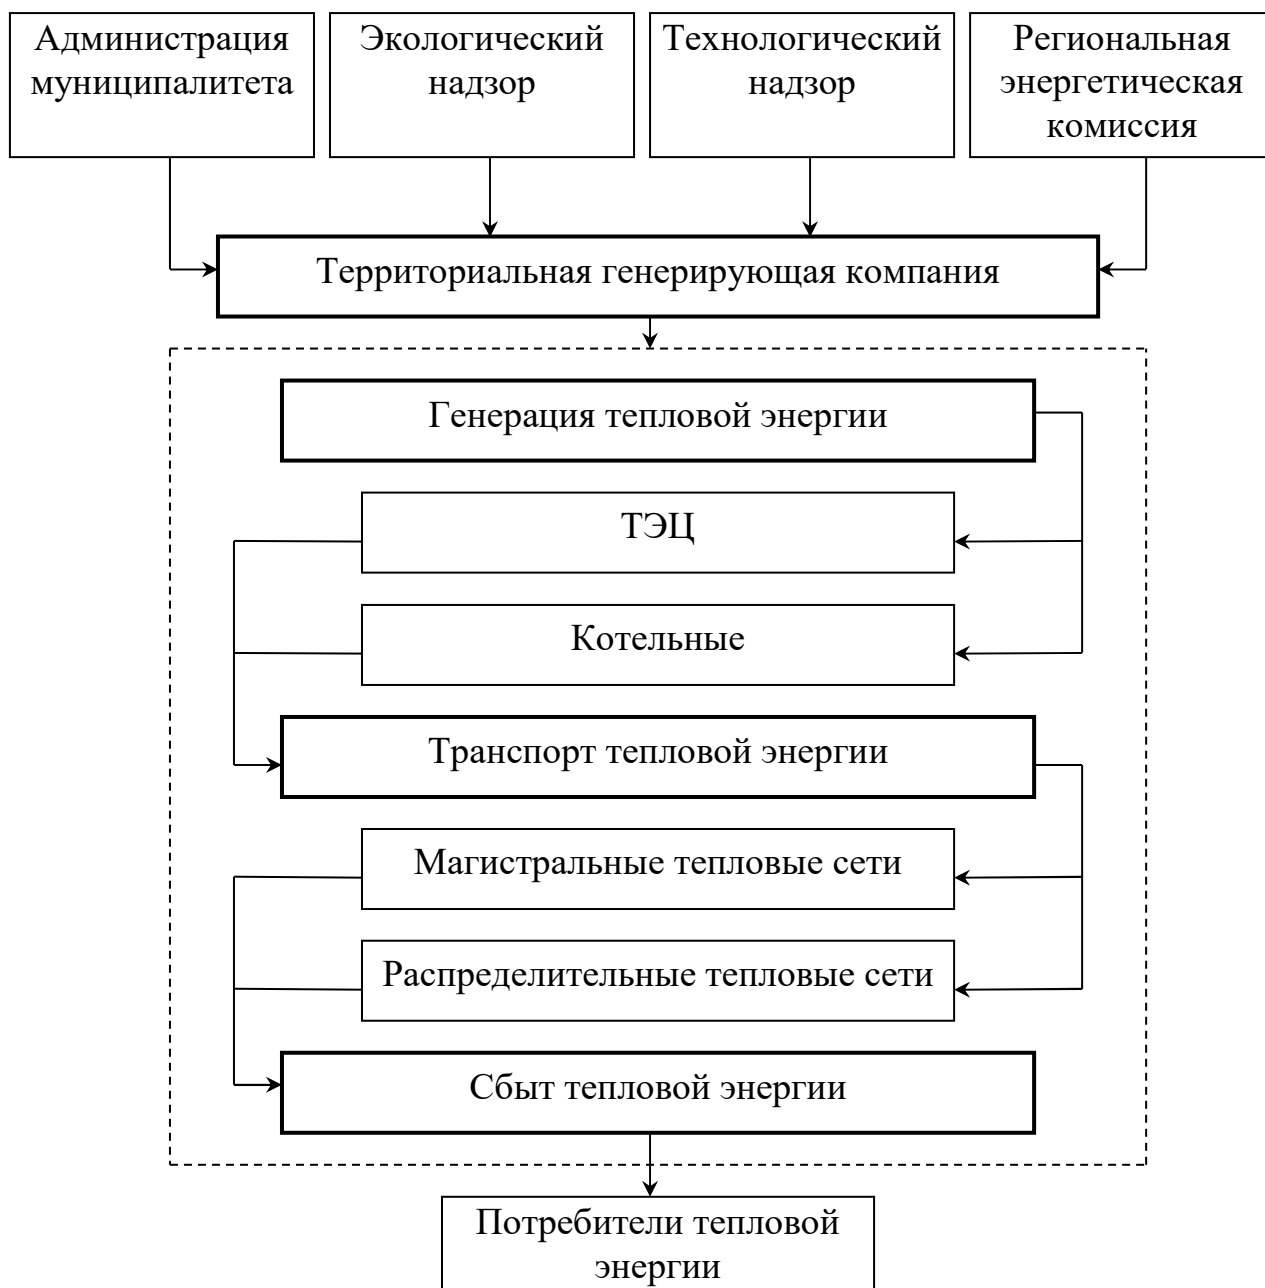 Администрация
муниципалитета
Экологический
надзор
Технологический
надзор
Региональная
энергетическая
комиссия
Территориальная генерирующая компания
Генерация тепловой энергии
ТЭЦ
Котельные
Транспорт тепловой энергии
Магистральные тепловые сети
Распределительные тепловые сети
Сбыт тепловой энергии
Потребители тепловой
энергии